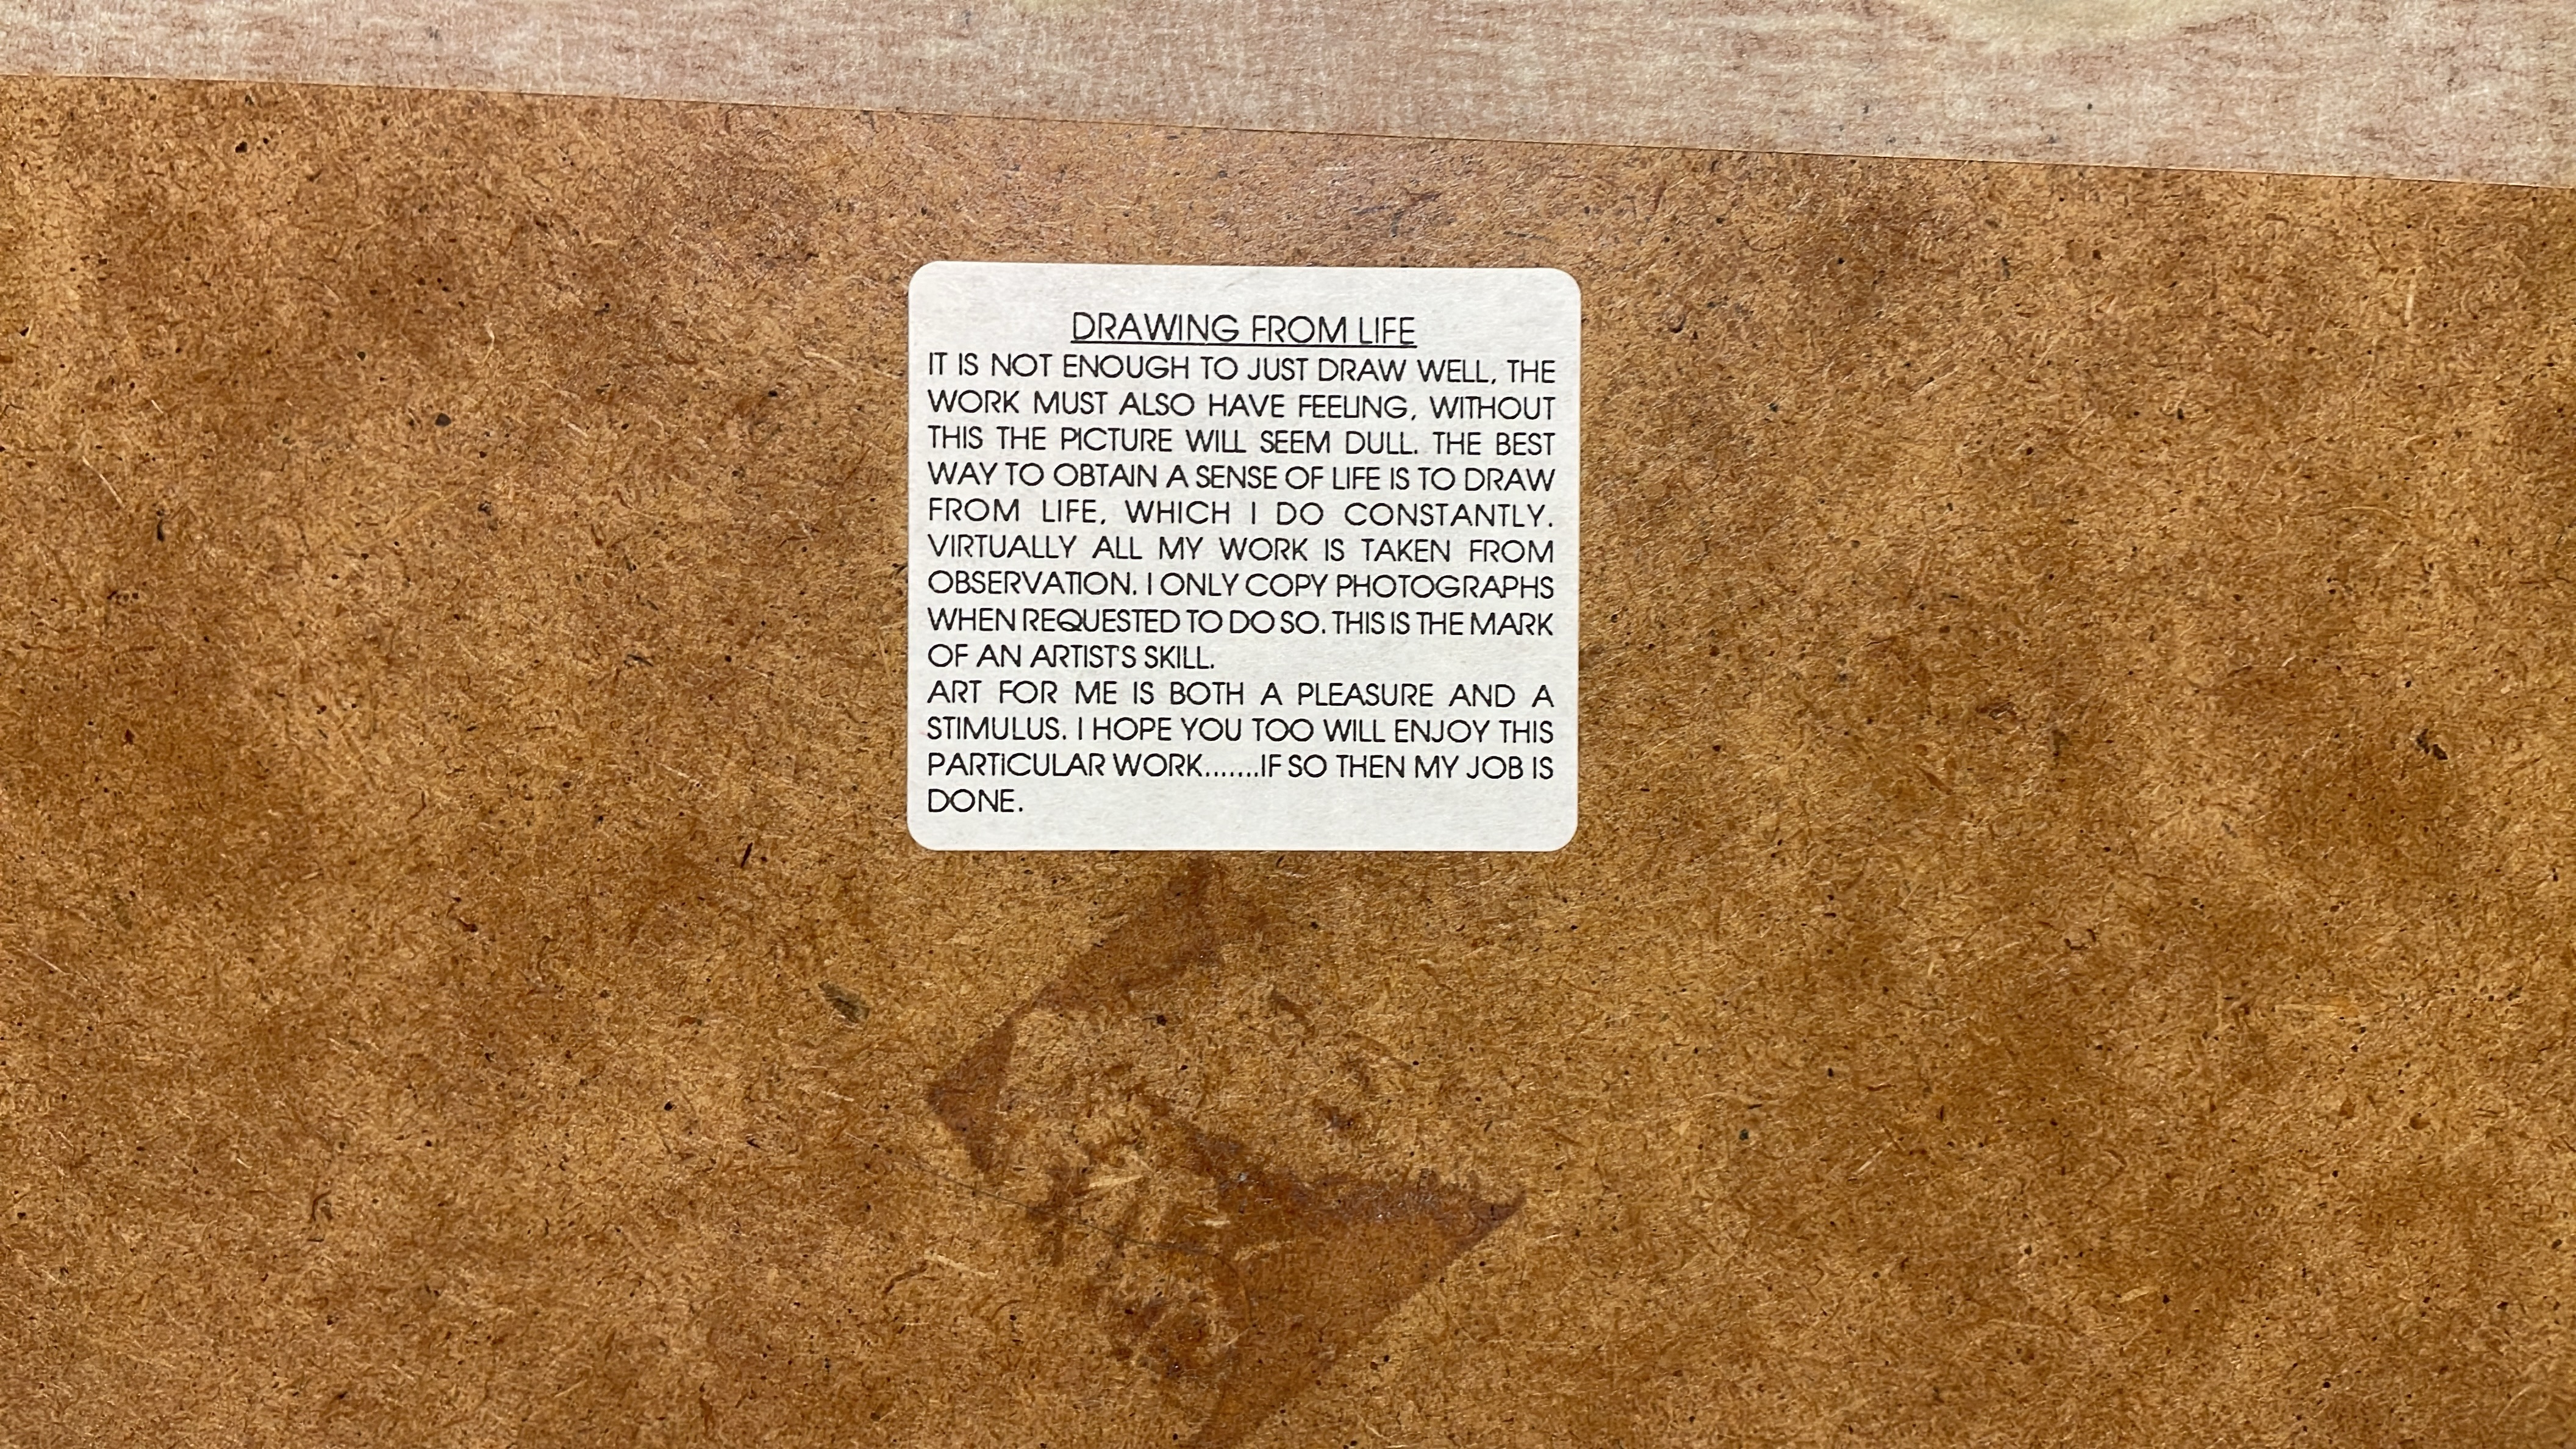 DRAWING FROM LIFE
IT IS NOT ENOUGH TO JUST DRAW WELL, THE
WORK MUST ALSO HAVE FEELING, WITHOUT
THIS THE PICTURE WILL SEEM DULL. THE BEST
WAY TO OBTAIN A SENSE OF LIFE IS TO DRAW
FROM LIFE, WHICH I DO CONSTANTLY.
VIRTUALLY ALL MY WORK IS TAKEN FROM
OBSERVATION. I ONLY COPY PHOTOGRAPHS
WHEN REQUESTED TO DO SO. THIS IS THE MARK
OF AN ARTIST'S SKILL.
ART FOR ME IS BOTH A PLEASURE AND A
STIMULUS. I HOPE YOU TOO WILL ENJOY THIS
PARTICULAR WORK.......IF SO THEN MY JOB IS
DONE.